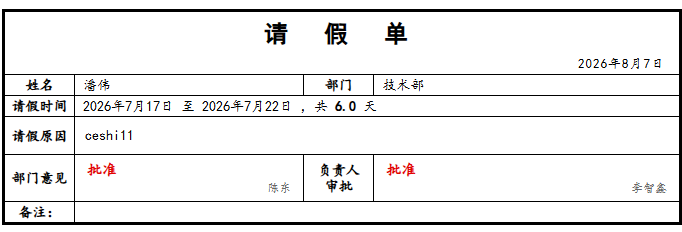 请 假 单
2026年8月7日
姓名 潘伟 部门 技术部
请假时间 2026年7月17日 至 2026年7月22日 ，共 6.0 天
请假原因 ceshi11
部门意见 批准 陈东 负责人审批 批准 李智鑫
备注：